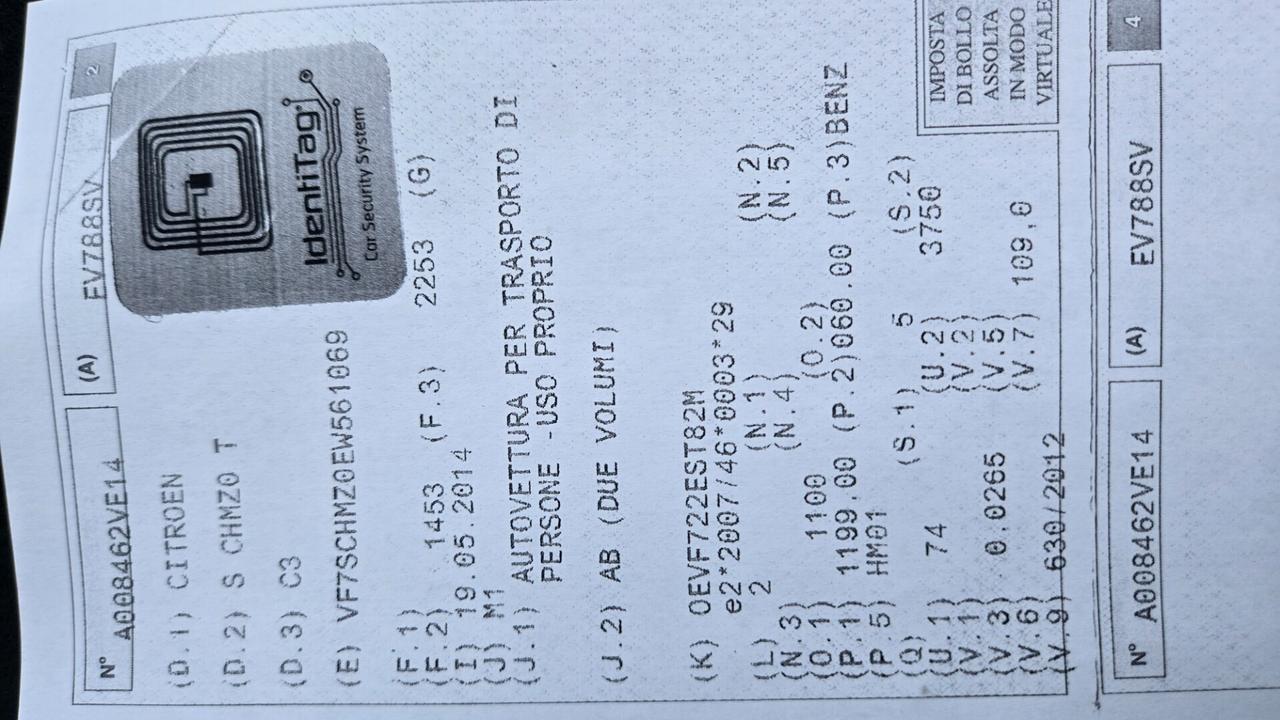 N° A008462VE14 (A) EV788SV 2
IdentiTag
Car Security System
(D.1) CITROEN
(D.2) S CHMZ0 T
(D.3) C3
(E) VF7SCHMZ0EW561069
(F.1)
(F.2) 1453 (F.3) 2253 (G)
(I) 19.05.2014
(J) M1
(J.1) AUTOVETTURA PER TRASPORTO DI
PERSONE -USO PROPRIO
(J.2) AB (DUE VOLUMI)
(K) OEVF722EST82M
e2*2007/46*0003*29
(L) 2 (N.1) (N.2)
(N.3) (N.4) (N.5)
(O.1) 1100 (O.2)
(P.1) 1199.00 (P.2)060.00 (P.3)BENZ
(P.5) HM01
(Q) (S.1) 5 (S.2)
(U.1) 74 (U.2) 3750
(V.1) (V.2)
(V.3) 0.0265 (V.5)
(V.6) (V.7) 109,0
(V.9) 630/2012
IMPOSTA
DI BOLLO
ASSOLTA
IN MODO
VIRTUALE
N° A008462VE14 (A) EV788SV 4